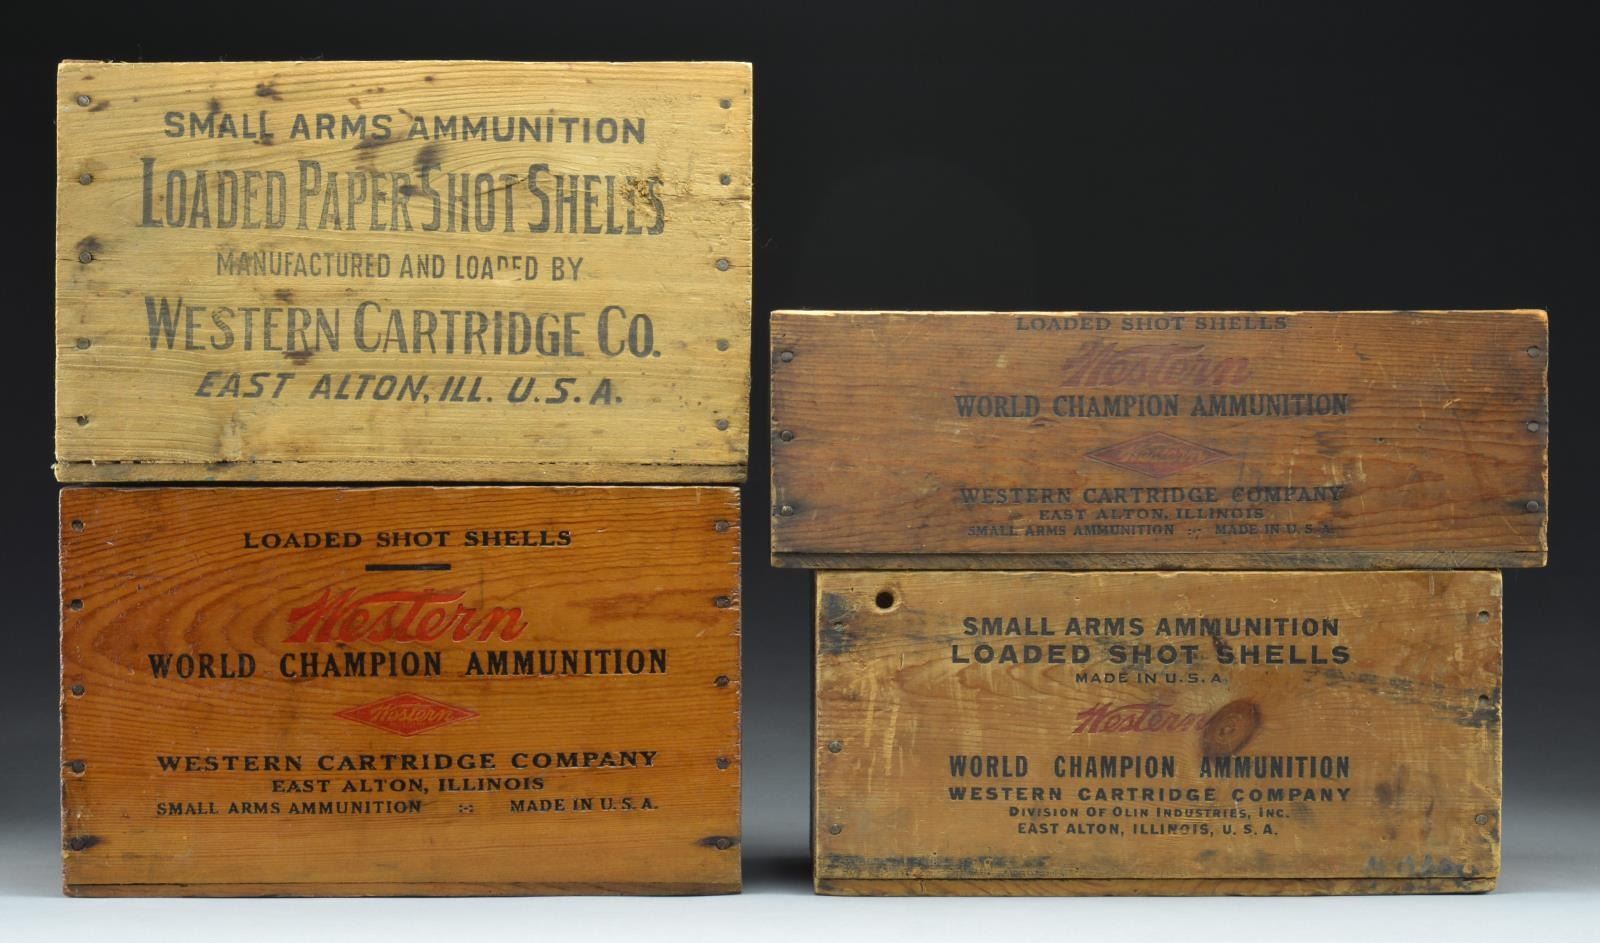 SMALL ARMS AMMUNITION
LOADED PAPER SHOT SHELLS
MANUFACTURED AND LOADED BY
WESTERN CARTRIDGE CO.
EAST ALTON, ILL. U.S.A.
LOADED SHOT SHELLS
Western
WORLD CHAMPION AMMUNITION
Western
WESTERN CARTRIDGE COMPANY
EAST ALTON, ILLINOIS
SMALL ARMS AMMUNITION :-: MADE IN U.S.A.
LOADED SHOT SHELLS
Western
WORLD CHAMPION AMMUNITION
Western
WESTERN CARTRIDGE COMPANY
EAST ALTON, ILLINOIS
SMALL ARMS AMMUNITION :-: MADE IN U.S.A.
SMALL ARMS AMMUNITION
LOADED SHOT SHELLS
MADE IN U.S.A.
Western
WORLD CHAMPION AMMUNITION
WESTERN CARTRIDGE COMPANY
DIVISION OF OLIN INDUSTRIES, INC.
EAST ALTON, ILLINOIS, U.S.A.